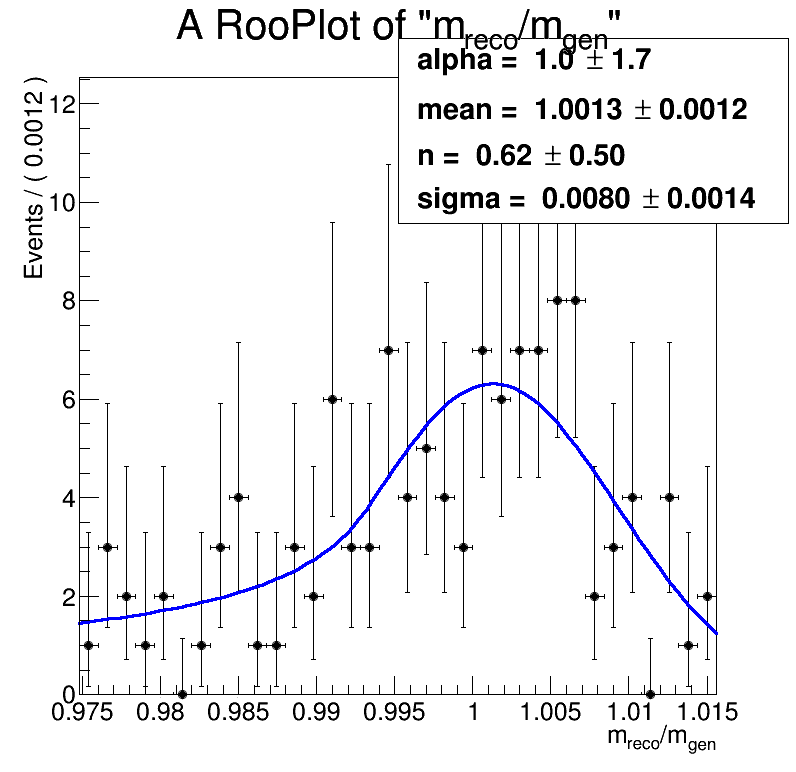 A RooPlot of "m_reco/m_gen"
alpha = 1.0 ± 1.7
mean = 1.0013 ± 0.0012
n = 0.62 ± 0.50
sigma = 0.0080 ± 0.0014
Events / ( 0.0012 )
12
10
8
6
4
2
0
0.975 0.98 0.985 0.99 0.995 1 1.005 1.01 1.015
m_reco/m_gen